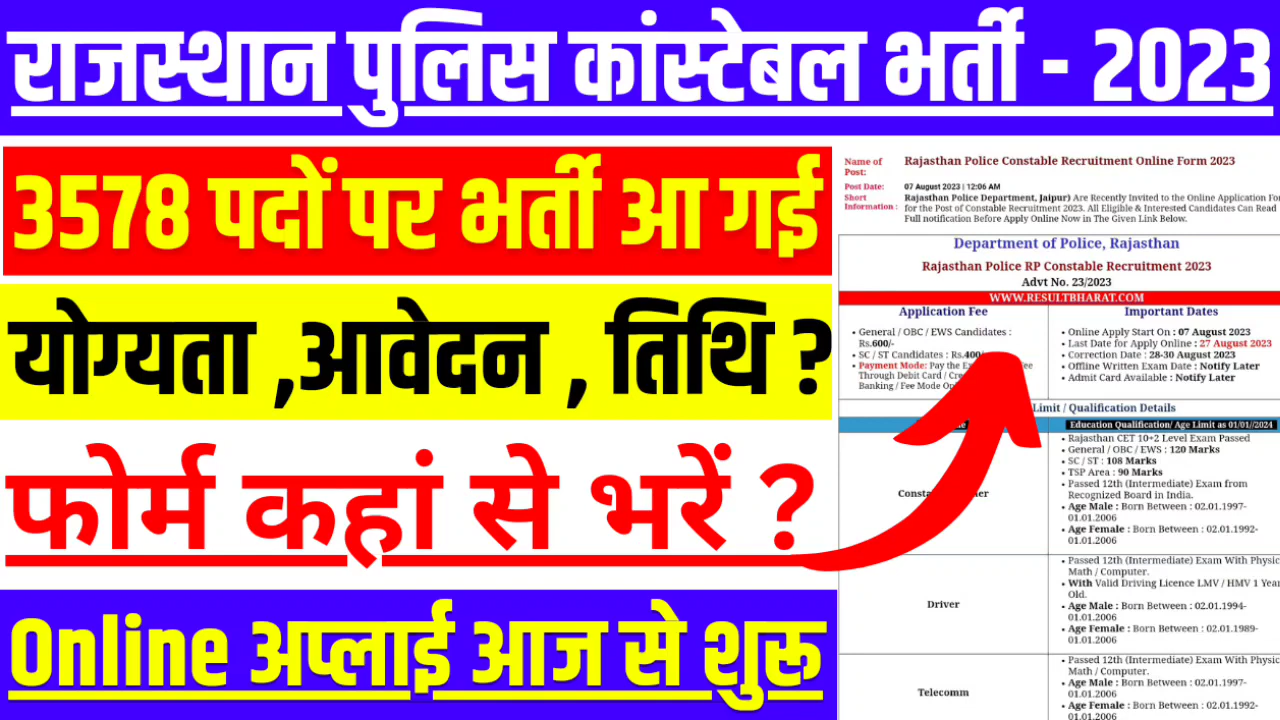 राजस्थान पुलिस कांस्टेबल भर्ती - 2023
3578 पदों पर भर्ती आ गई
योग्यता ,आवेदन , तिथि ?
फोर्म कहां से भरें ?
Online अप्लाई आज से शुरू
Name of Post: Rajasthan Police Constable Recruitment Online Form 2023
Post Date: 07 August 2023 | 12:06 AM
Short Information : Rajasthan Police Department, Jaipur) Are Recently Invited to the Online Application
for the Post of Constable Recruitment 2023. All Eligible & Interested Candidates Can Read
Full notification Before Apply Online Now in The Given Link Below.
Department of Police, Rajasthan
Rajasthan Police RP Constable Recruitment 2023
Advt No. 23/2023
WWW.RESULTBHARAT.COM
Application Fee
• General / OBC / EWS Candidates :
Rs.600/-
• SC / ST Candidates : Rs.400/-
• Payment Mode: Pay the
Through Debit Card /
Banking / Fee Mode
Important Dates
• Online Apply Start On : 07 August 2023
• Last Date for Apply Online : 27 August 2023
• Correction Date : 28-30 August 2023
• Offline Written Exam Date : Notify Later
• Admit Card Available : Notify Later
Limit / Qualification Details
Education Qualification/ Age Limit as 01/01//2024
• Rajasthan CET 10+2 Level Exam Passed
• General / OBC / EWS : 120 Marks
• SC / ST : 108 Marks
• TSP Area : 90 Marks
• Passed 12th (Intermediate) Exam from
Recognized Board in India.
• Age Male : Born Between : 02.01.1997-
01.01.2006
• Age Female : Born Between : 02.01.1992-
01.01.2006
Driver
• Passed 12th (Intermediate) Exam With
Math / Computer.
• With Valid Driving Licence LMV / HMV 1
Old.
• Age Male : Born Between : 02.01.1994-
01.01.2006
• Age Female : Born Between : 02.01.1989-
01.01.2006
Telecomm
• Passed 12th (Intermediate) Exam With
Math / Computer.
• Age Male : Born Between : 02.01.1997-
01.01.2006
• Age Female : Born Between : 02.01.1992-
01.01.2006